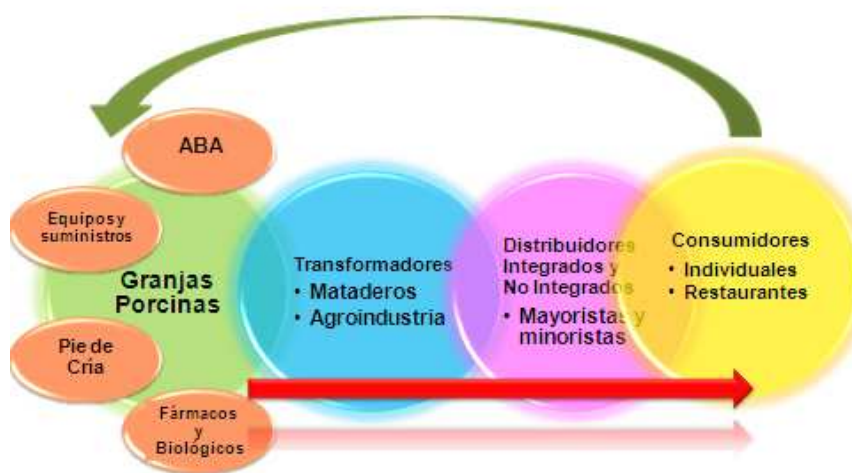 ABA
Equipos y
suministros
Granjas
Porcinas
Pie de
Cría
Fármacos
y
Biológicos
Transformadores
• Mataderos
• Agroindustria
Distribuidores
Integrados y
No Integrados
• Mayoristas y
minoristas
Consumidores
• Individuales
• Restaurantes